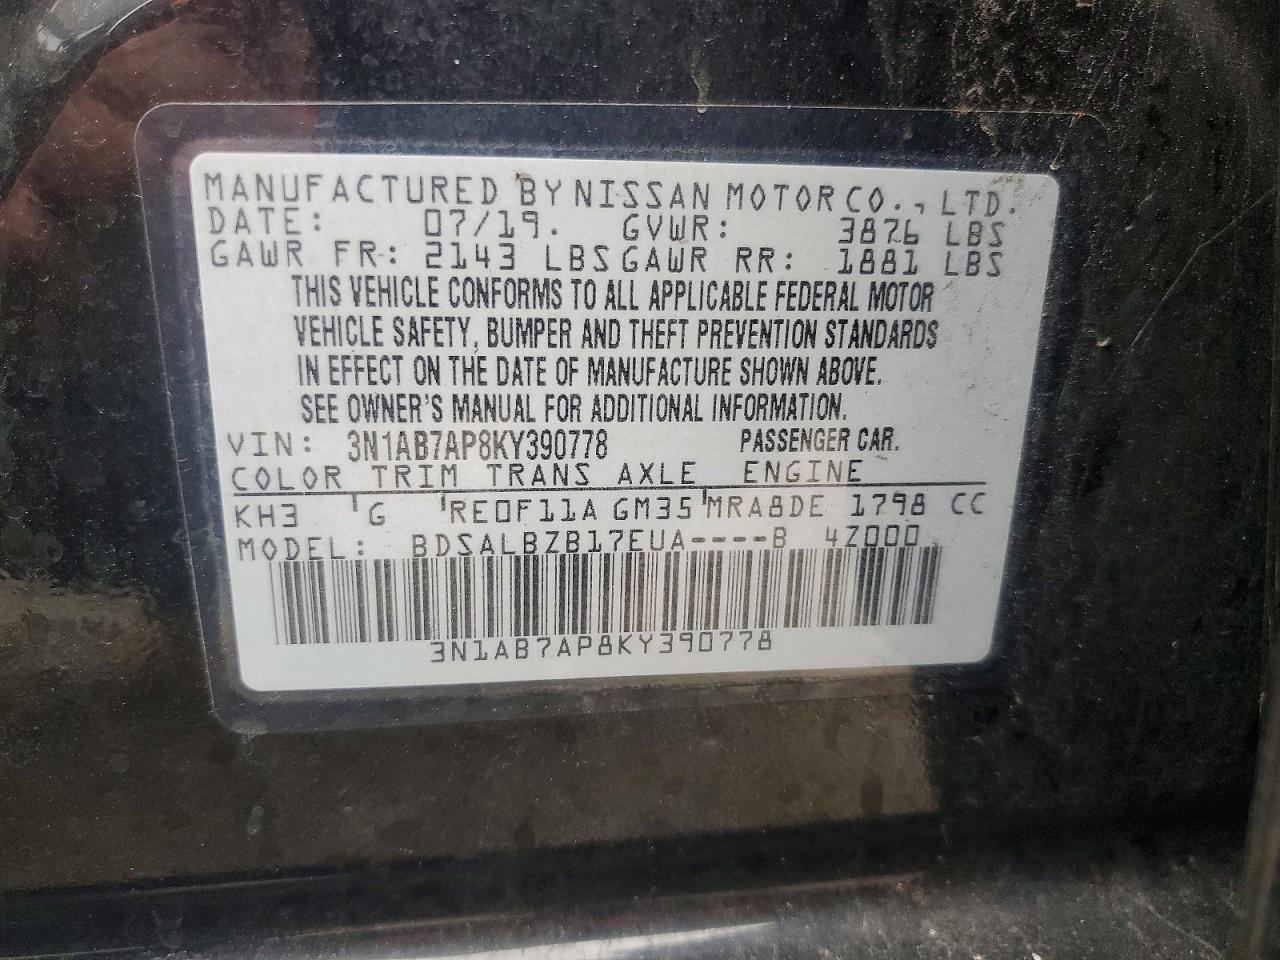 MANUFACTURED BY NISSAN MOTOR CO., LTD.
DATE: 07/19. GVWR: 3876 LBS
GAWR FR: 2143 LBS GAWR RR: 1881 LBS
THIS VEHICLE CONFORMS TO ALL APPLICABLE FEDERAL MOTOR
VEHICLE SAFETY, BUMPER AND THEFT PREVENTION STANDARDS
IN EFFECT ON THE DATE OF MANUFACTURE SHOWN ABOVE.
SEE OWNER'S MANUAL FOR ADDITIONAL INFORMATION.
VIN: 3N1AB7AP8KY390778 PASSENGER CAR.
COLOR TRIM TRANS AXLE ENGINE
KH3 G RE0F11A GM35 MRA8DE 1798 CC
MODEL: BDSALBZB17EUA----B 4Z000
3N1AB7AP8KY390778